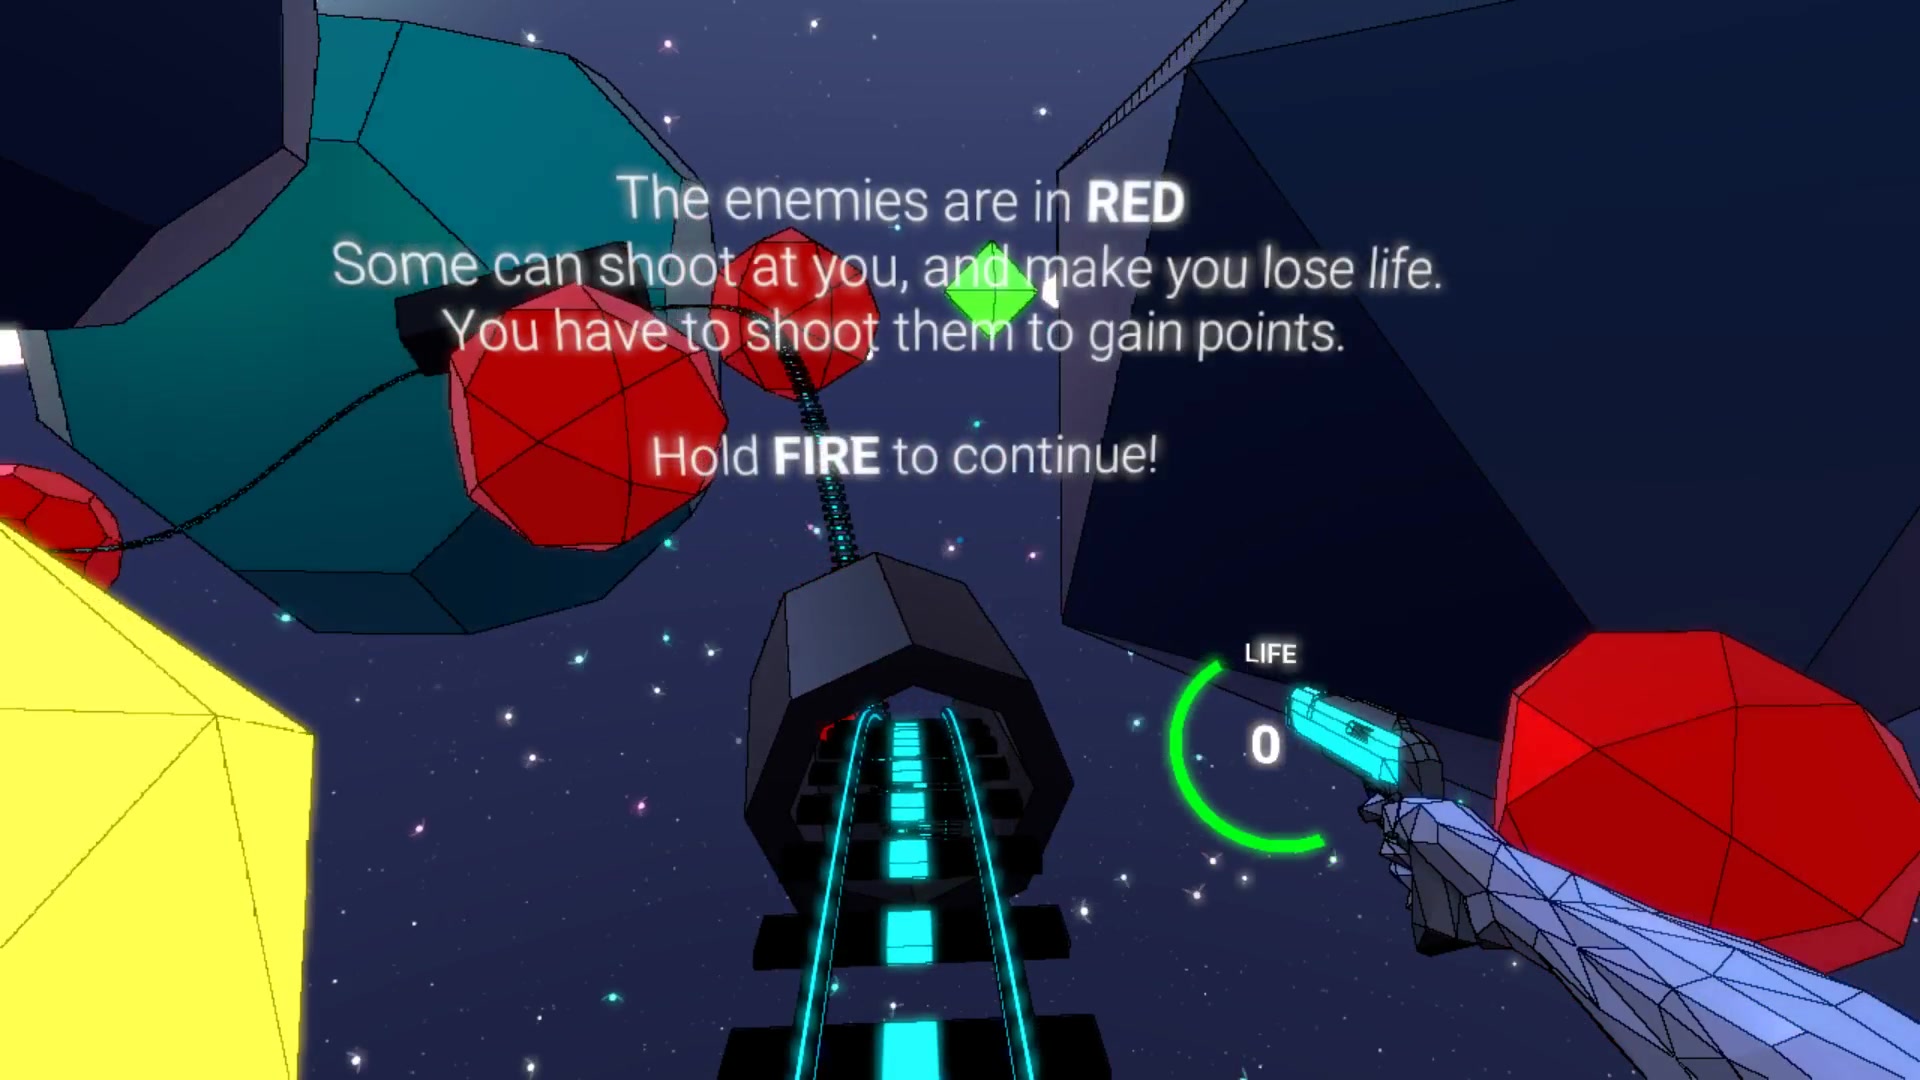 The enemies are in RED
Some can shoot at you, and make you lose life.
You have to shoot them to gain points.
Hold FIRE to continue!
LIFE
0